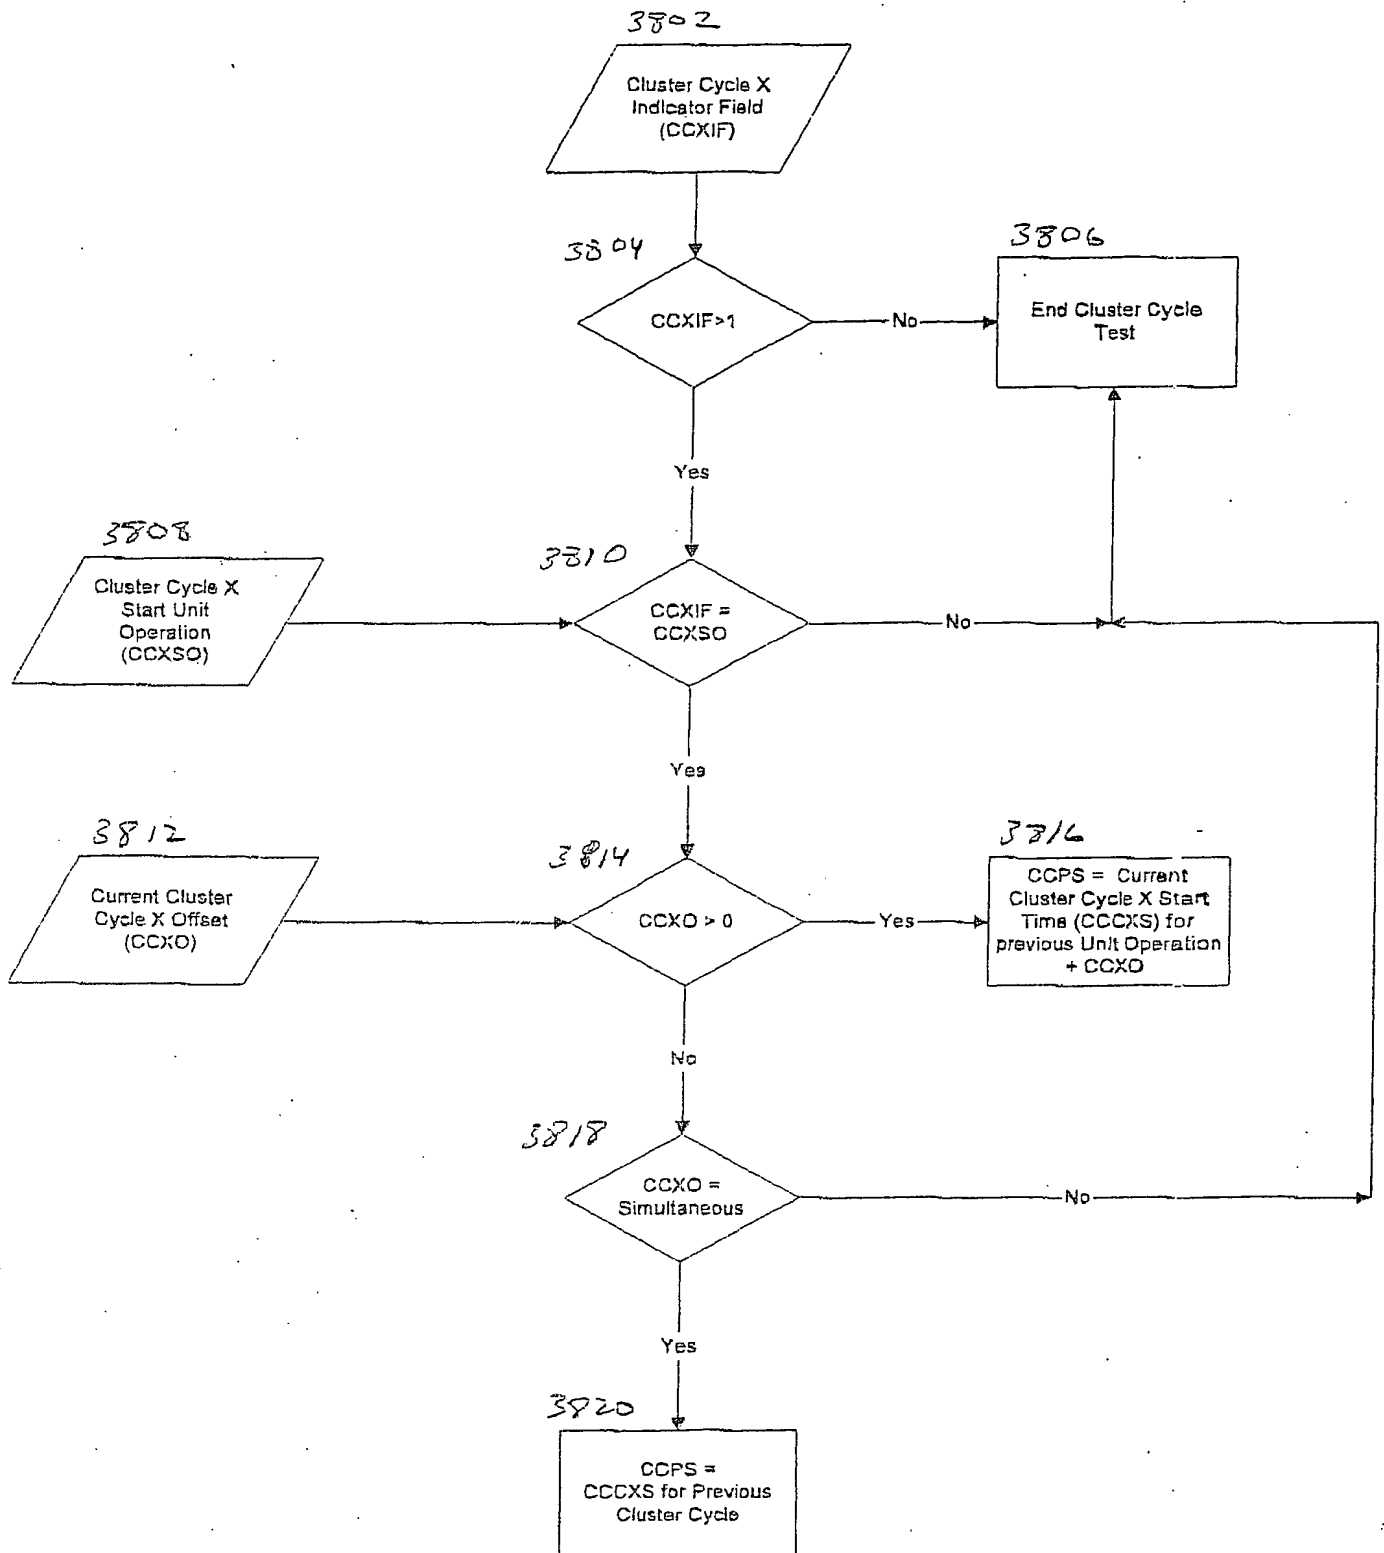 3802
Cluster Cycle X
Indicator Field
(CCXIF)
3804
CCXIF>1
No
3806
End Cluster Cycle
Test
Yes
3808
Cluster Cycle X
Start Unit
Operation
(CCXSO)
3810
CCXIF =
CCXSO
No
Yes
3812
Current Cluster
Cycle X Offset
(CCXO)
3814
CCXO > 0
Yes
3816
CCPS = Current
Cluster Cycle X Start
Time (CCCXS) for
previous Unit Operation
+ CCXO
No
3818
CCXO =
Simultaneous
No
Yes
3820
CCPS =
CCCXS for Previous
Cluster Cycle